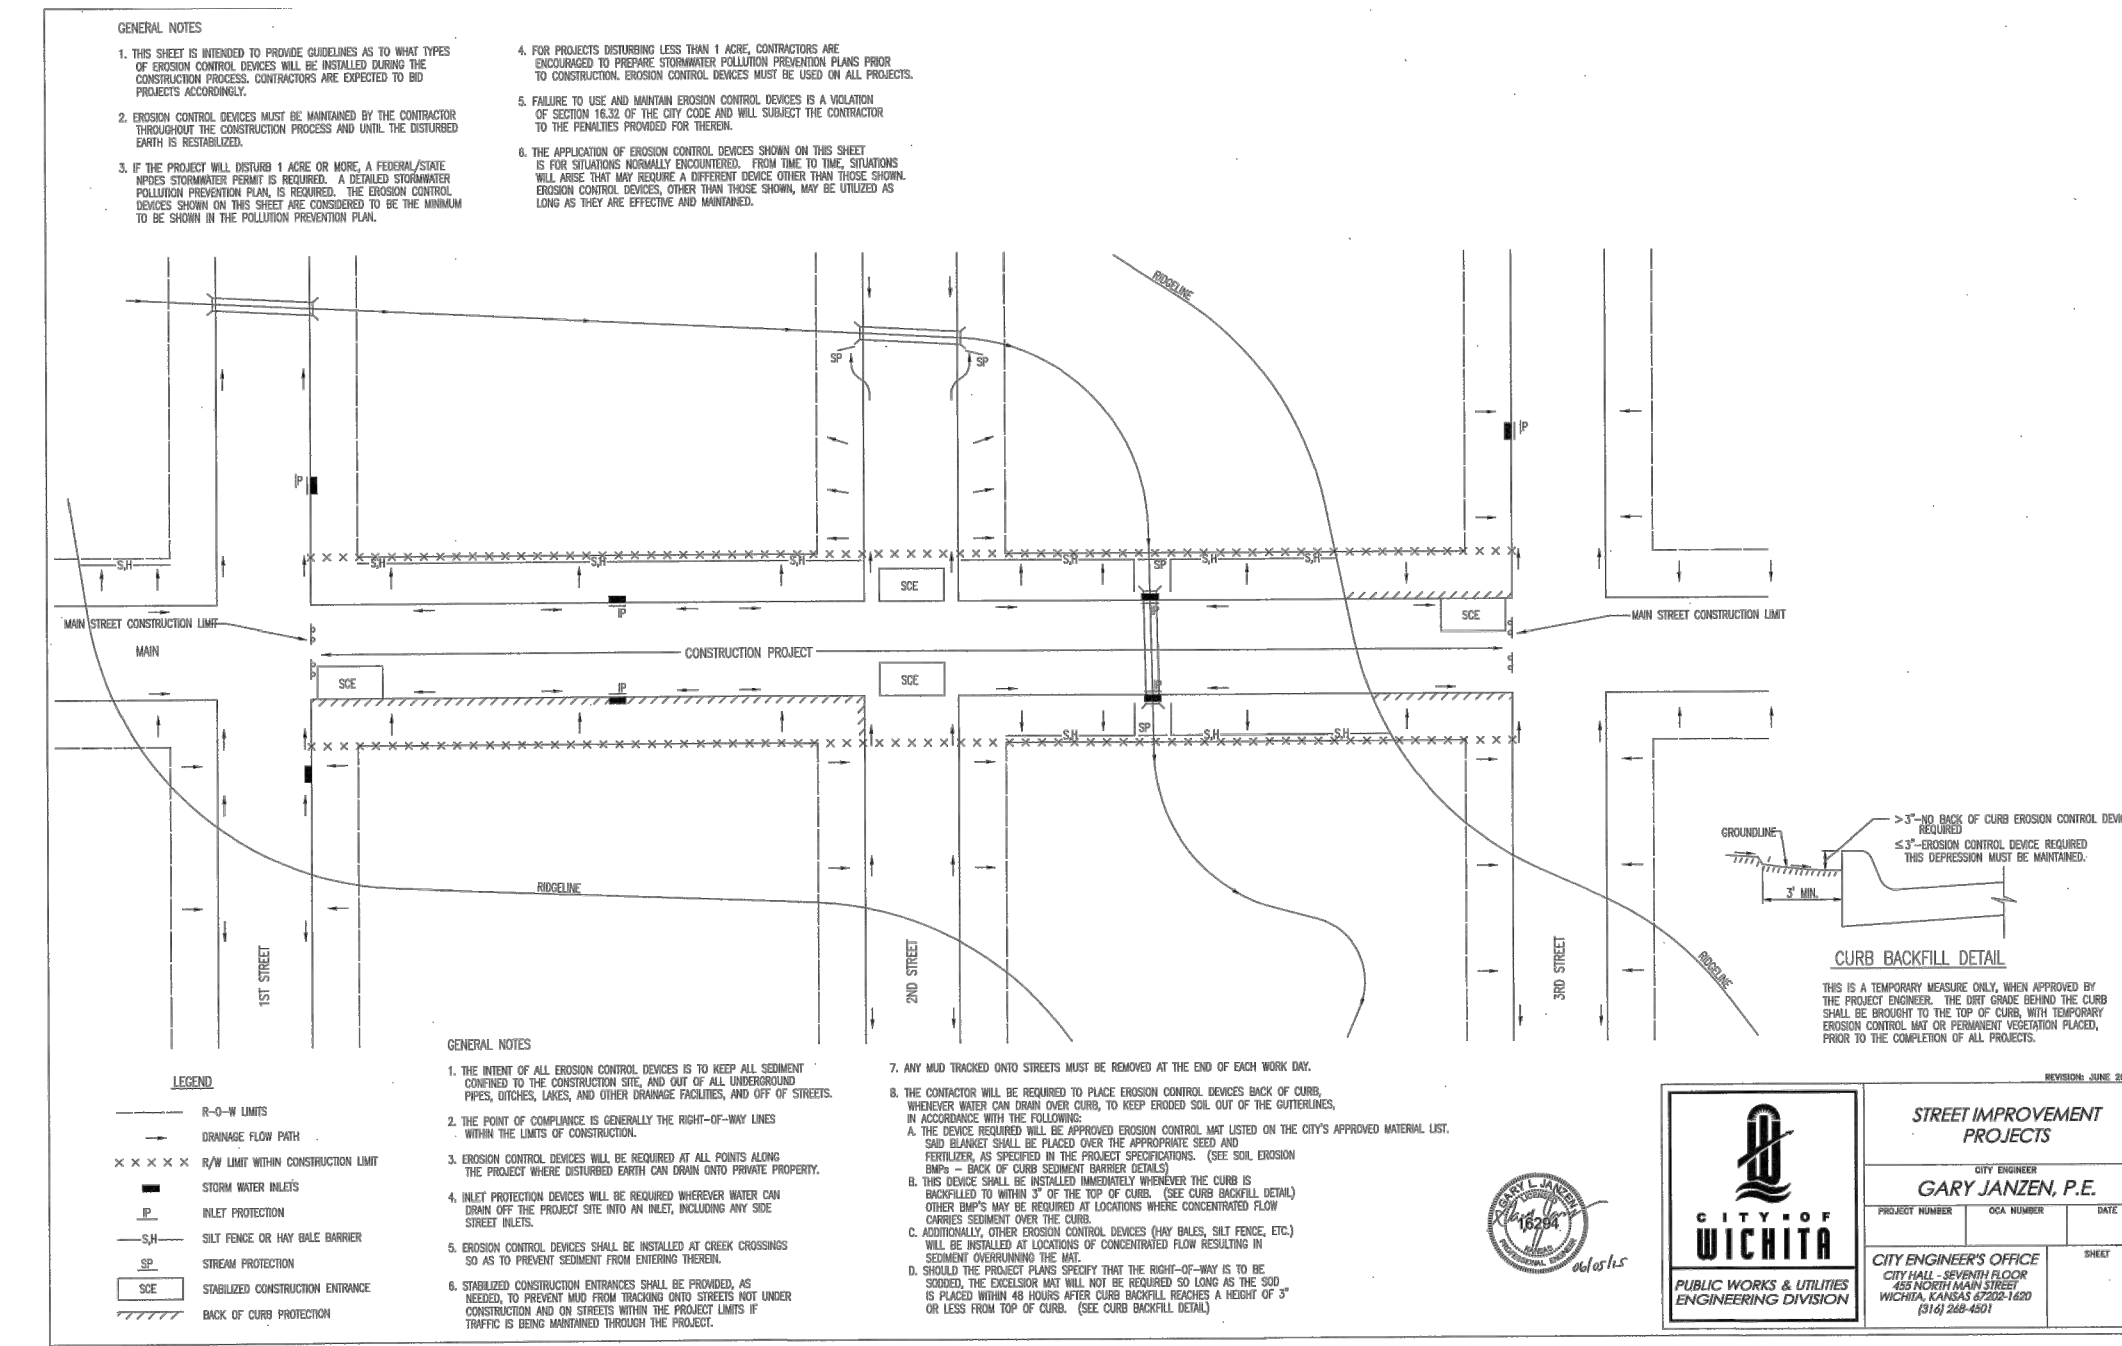 GENERAL NOTES
1. THIS SHEET IS INTENDED TO PROVIDE GUIDELINES AS TO WHAT TYPES
OF EROSION CONTROL DEVICES WILL BE INSTALLED DURING THE
CONSTRUCTION PROCESS. CONTRACTORS ARE EXPECTED TO BID
PROJECTS ACCORDINGLY.
2. EROSION CONTROL DEVICES MUST BE MAINTAINED BY THE CONTRACTOR
THROUGHOUT THE CONSTRUCTION PROCESS AND UNTIL THE DISTURBED
EARTH IS RESTABILIZED.
3. IF THE PROJECT WILL DISTURB 1 ACRE OR MORE, A FEDERAL/STATE
NPDES STORMWATER PERMIT IS REQUIRED. A DETAILED STORMWATER
POLLUTION PREVENTION PLAN, IS REQUIRED. THE EROSION CONTROL
DEVICES SHOWN ON THIS SHEET ARE CONSIDERED TO BE THE MINIMUM
TO BE SHOWN IN THE POLLUTION PREVENTION PLAN.
4. FOR PROJECTS DISTURBING LESS THAN 1 ACRE, CONTRACTORS ARE
ENCOURAGED TO PREPARE STORMWATER POLLUTION PREVENTION PLANS PRIOR
TO CONSTRUCTION. EROSION CONTROL DEVICES MUST BE USED ON ALL PROJECTS.
5. FAILURE TO USE AND MAINTAIN EROSION CONTROL DEVICES IS A VIOLATION
OF SECTION 16.32 OF THE CITY CODE AND WILL SUBJECT THE CONTRACTOR
TO THE PENALTIES PROVIDED FOR THEREIN.
6. THE APPLICATION OF EROSION CONTROL DEVICES SHOWN ON THIS SHEET
IS FOR SITUATIONS NORMALLY ENCOUNTERED. FROM TIME TO TIME, SITUATIONS
WILL ARISE THAT MAY REQUIRE A DIFFERENT DEVICE OTHER THAN THOSE SHOWN.
EROSION CONTROL DEVICES, OTHER THAN THOSE SHOWN, MAY BE UTILIZED AS
LONG AS THEY ARE EFFECTIVE AND MAINTAINED.
RIDGELINE
SP
SP
IP
IP
S,H
S,H
S,H
S,H
S,H
SP
S,H
S,H
SCE
IP
IP
SCE
MAIN STREET CONSTRUCTION LIMIT
MAIN STREET CONSTRUCTION LIMIT
MAIN
CONSTRUCTION PROJECT
SCE
IP
SCE
IP
S,H
SP
S,H
S,H
RIDGELINE
RIDGELINE
1ST STREET
2ND STREET
3RD STREET
GROUNDLINE
>3"-NO BACK OF CURB EROSION CONTROL
REQUIRED
≤3"-EROSION CONTROL DEVICE REQUIRED
THIS DEPRESSION MUST BE MAINTAINED.
3' MIN.
CURB BACKFILL DETAIL
THIS IS A TEMPORARY MEASURE ONLY, WHEN APPROVED BY
THE PROJECT ENGINEER. THE DIRT GRADE BEHIND THE CURB
SHALL BE BROUGHT TO THE TOP OF CURB, WITH TEMPORARY
EROSION CONTROL MAT OR PERMANENT VEGETATION PLACED,
PRIOR TO THE COMPLETION OF ALL PROJECTS.
LEGEND
R-O-W LIMITS
DRAINAGE FLOW PATH
R/W LIMIT WITHIN CONSTRUCTION LIMIT
STORM WATER INLETS
IP INLET PROTECTION
S,H SILT FENCE OR HAY BALE BARRIER
SP STREAM PROTECTION
SCE STABILIZED CONSTRUCTION ENTRANCE
BACK OF CURB PROTECTION
GENERAL NOTES
1. THE INTENT OF ALL EROSION CONTROL DEVICES IS TO KEEP ALL SEDIMENT
CONFINED TO THE CONSTRUCTION SITE, AND OUT OF ALL UNDERGROUND
PIPES, DITCHES, LAKES, AND OTHER DRAINAGE FACILITIES, AND OFF OF STREETS.
2. THE POINT OF COMPLIANCE IS GENERALLY THE RIGHT-OF-WAY LINES
WITHIN THE LIMITS OF CONSTRUCTION.
3. EROSION CONTROL DEVICES WILL BE REQUIRED AT ALL POINTS ALONG
THE PROJECT WHERE DISTURBED EARTH CAN DRAIN ONTO PRIVATE PROPERTY.
4. INLET PROTECTION DEVICES WILL BE REQUIRED WHEREVER WATER CAN
DRAIN OFF THE PROJECT SITE INTO AN INLET, INCLUDING ANY SIDE
STREET INLETS.
5. EROSION CONTROL DEVICES SHALL BE INSTALLED AT CREEK CROSSINGS
SO AS TO PREVENT SEDIMENT FROM ENTERING THEREIN.
6. STABILIZED CONSTRUCTION ENTRANCES SHALL BE PROVIDED, AS
NEEDED, TO PREVENT MUD FROM TRACKING ONTO STREETS NOT UNDER
CONSTRUCTION AND ON STREETS WITHIN THE PROJECT LIMITS IF
TRAFFIC IS BEING MAINTAINED THROUGH THE PROJECT.
7. ANY MUD TRACKED ONTO STREETS MUST BE REMOVED AT THE END OF EACH WORK DAY.
8. THE CONTACTOR WILL BE REQUIRED TO PLACE EROSION CONTROL DEVICES BACK OF CURB,
WHENEVER WATER CAN DRAIN OVER CURB, TO KEEP ERODED SOIL OUT OF THE GUTTERLINES,
IN ACCORDANCE WITH THE FOLLOWING:
A. THE DEVICE REQUIRED WILL BE APPROVED EROSION CONTROL MAT LISTED ON THE CITY'S APPROVED MATERIAL LIST.
SAID BLANKET SHALL BE PLACED OVER THE APPROPRIATE SEED AND
FERTILIZER, AS SPECIFIED IN THE PROJECT SPECIFICATIONS. (SEE SOIL EROSION
BMPs - BACK OF CURB SEDIMENT BARRIER DETAILS)
B. THIS DEVICE SHALL BE INSTALLED IMMEDIATELY WHENEVER THE CURB IS
BACKFILLED TO WITHIN 3" OF THE TOP OF CURB. (SEE CURB BACKFILL DETAIL)
OTHER BMP'S MAY BE REQUIRED AT LOCATIONS WHERE CONCENTRATED FLOW
CARRIES SEDIMENT OVER THE CURB.
C. ADDITIONALLY, OTHER EROSION CONTROL DEVICES (HAY BALES, SILT FENCE, ETC.)
WILL BE INSTALLED AT LOCATIONS OF CONCENTRATED FLOW RESULTING IN
SEDIMENT OVERRUNNING THE MAT.
D. SHOULD THE PROJECT PLANS SPECIFY THAT THE RIGHT-OF-WAY IS TO BE
SODDED, THE EXCELSIOR MAT WILL NOT BE REQUIRED SO LONG AS THE SOD
IS PLACED WITHIN 48 HOURS AFTER CURB BACKFILL REACHES A HEIGHT OF 3"
OR LESS FROM TOP OF CURB. (SEE CURB BACKFILL DETAIL)
GARY L. JANZEN
LICENSED
16294
KANSAS
PROFESSIONAL ENGINEER
06/05/15
REVISION: JUNE
CITY OF
WICHITA
PUBLIC WORKS & UTILITIES
ENGINEERING DIVISION
STREET IMPROVEMENT
PROJECTS
CITY ENGINEER
GARY JANZEN, P.E.
PROJECT NUMBER
OCA NUMBER
DATE
CITY ENGINEER'S OFFICE
CITY HALL - SEVENTH FLOOR
455 NORTH MAIN STREET
WICHITA, KANSAS 67202-1620
(316) 268-4501
SHEET